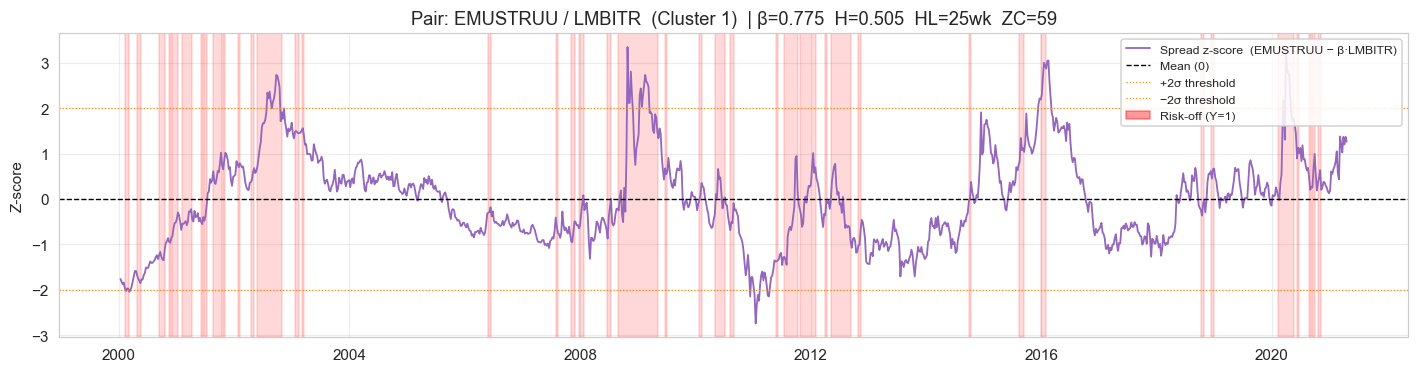 Pair: EMUSTRUU / LMBITR  (Cluster 1)  | β=0.775  H=0.505  HL=25wk  ZC=59
Z-score
3
2
1
0
−1
−2
−3
Spread z-score  (EMUSTRUU − β·LMBITR)
Mean (0)
+2σ threshold
−2σ threshold
Risk-off (Y=1)
2000
2004
2008
2012
2016
2020